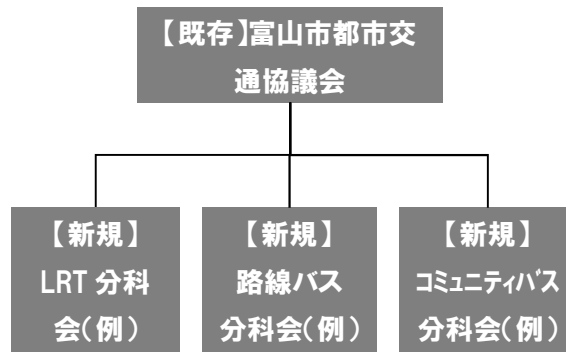 【既存】富山市都市交
通協議会
【新規】
LRT 分科
会（例）
【新規】
路線バス
分科会（例）
【新規】
コミュニティバス
分科会（例）